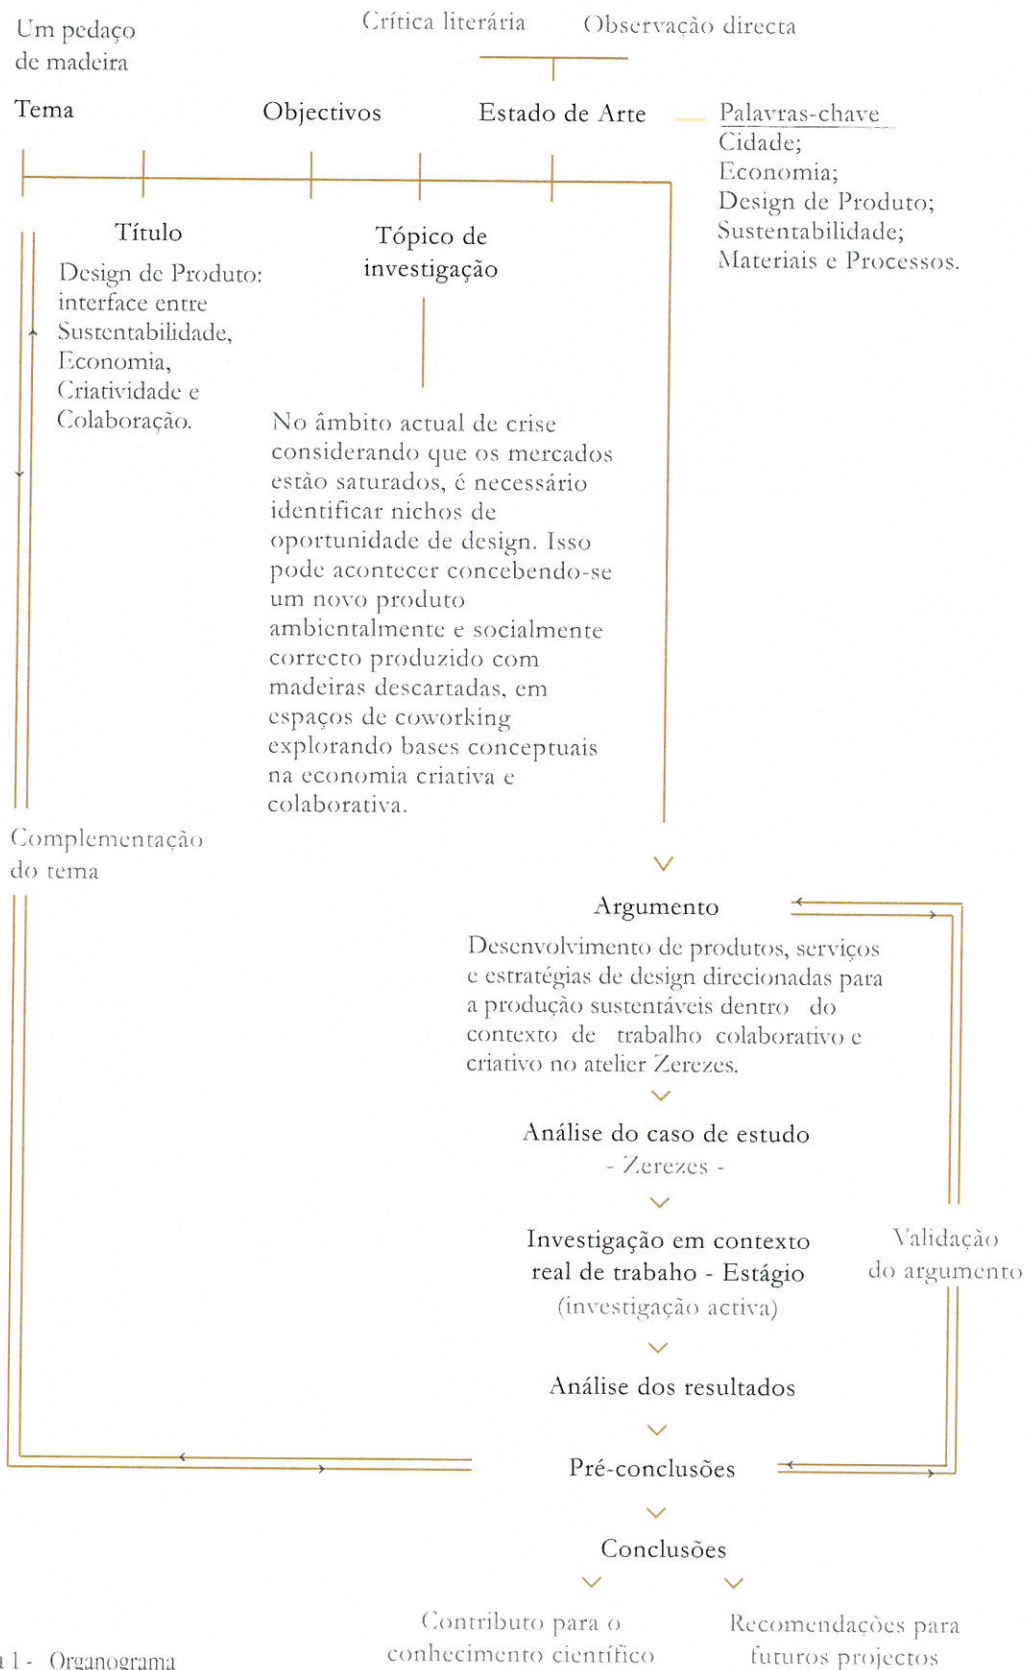 Um pedaço
de madeira
Crítica literária
Observação directa
Tema
Objectivos
Estado de Arte
Palavras-chave
Cidade;
Economia;
Design de Produto;
Sustentabilidade;
Materiais e Processos.
Título
Design de Produto:
interface entre
Sustentabilidade,
Economia,
Criatividade e
Colaboração.
Tópico de
investigação
No âmbito actual de crise
considerando que os mercados
estão saturados, é necessário
identificar nichos de
oportunidade de design. Isso
pode acontecer concebendo-se
um novo produto
ambientalmente e socialmente
correcto produzido com
madeiras descartadas, em
espaços de coworking
explorando bases conceptuais
na economia criativa e
colaborativa.
Complementação
do tema
Argumento
Desenvolvimento de produtos, serviços
e estratégias de design direcionadas para
a produção sustentáveis dentro do
contexto de trabalho colaborativo e
criativo no atelier Zerezes.
Análise do caso de estudo
- Zerezes -
Investigação em contexto
real de trabaho - Estágio
(investigação activa)
Validação
do argumento
Análise dos resultados
Pré-conclusões
Conclusões
Contributo para o
conhecimento científico
Recomendações para
futuros projectos
1 - Organograma